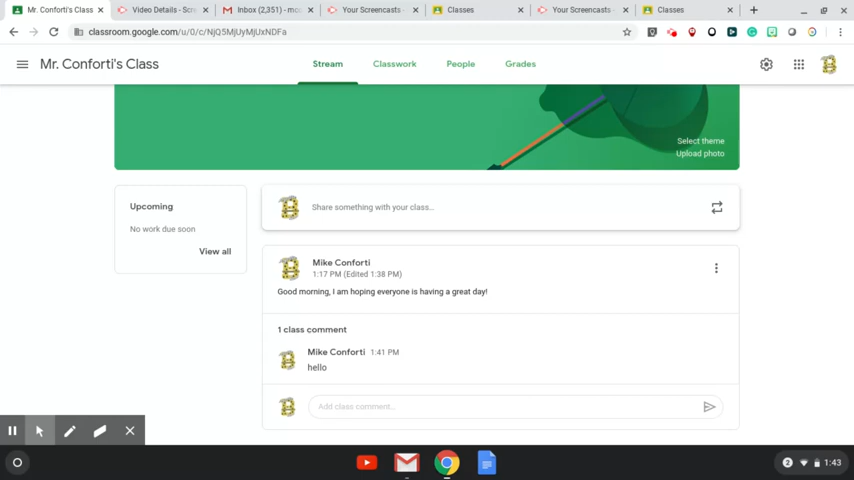 Mr. Conforti's Class
Video Details - Scre
Inbox (2,351) - moc
Your Screencasts -
Classes
Your Screencasts -
Classes
classroom.google.com/u/0/c/NjQ5MjUyMjUxNDFa
Mr. Conforti's Class
Stream
Classwork
People
Grades
Select theme
Upload photo
Upcoming
No work due soon
View all
Share something with your class...
Mike Conforti
1:17 PM (Edited 1:38 PM)
Good morning, I am hoping everyone is having a great day!
1 class comment
Mike Conforti 1:41 PM
hello
Add class comment...
2
1:43